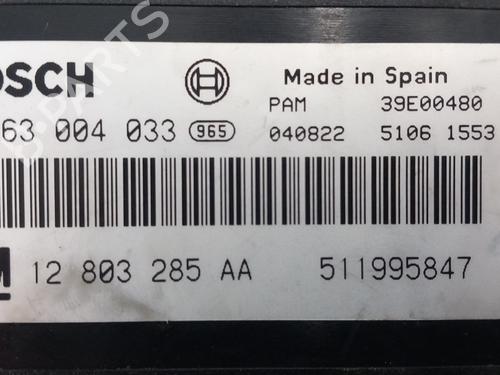 OSCH Made in Spain
PAM 39E00480
63 004 033 965 040822 5106 1553
M 12 803 285 AA 511995847